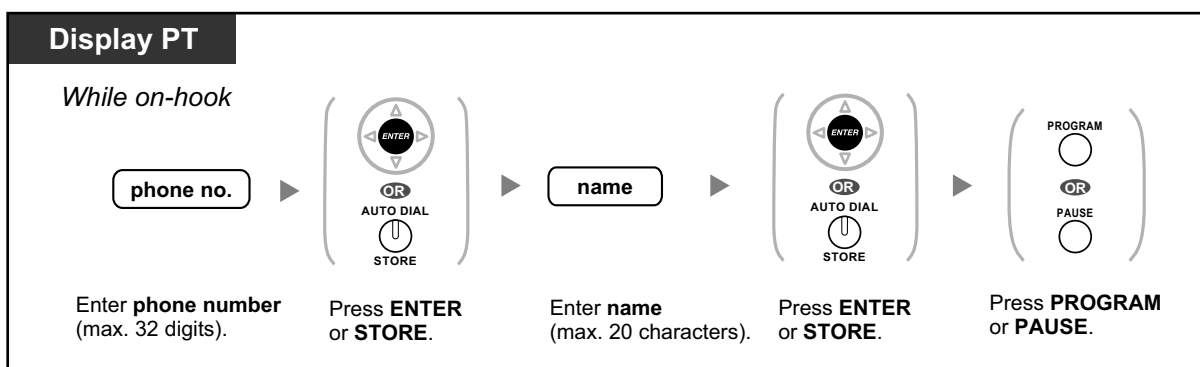 Display PT
While on-hook
phone no.
ENTER
OR
AUTO DIAL
STORE
name
ENTER
OR
AUTO DIAL
STORE
PROGRAM
OR
PAUSE
Enter phone number
(max. 32 digits).
Press ENTER
or STORE.
Enter name
(max. 20 characters).
Press ENTER
or STORE.
Press PROGRAM
or PAUSE.